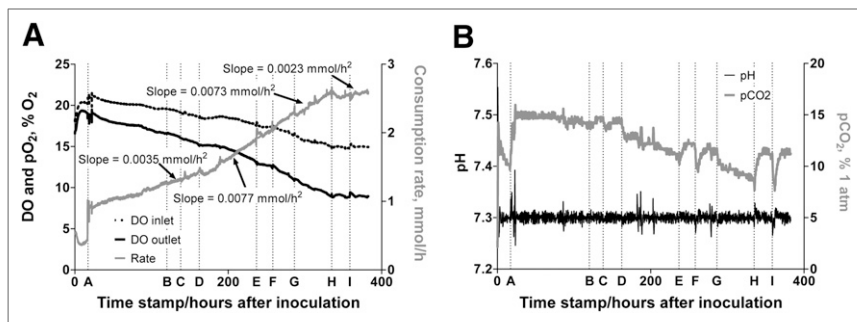 A
DO and pO2, % O2
25
20
15
10
5
0
Slope = 0.0023 mmol/h2
Slope = 0.0073 mmol/h2
Slope = 0.0035 mmol/h2
Slope = 0.0077 mmol/h2
DO inlet
DO outlet
Rate
3
2
1
0
Consumption rate, mmol/h
0 A B C D 200 E F G H I 400
Time stamp/hours after inoculation
B
pH
7.6
7.5
7.4
7.3
7.2
pH
pCO2
20
15
10
5
0
pCO2, % 1 atm
0 A B C D 200 E F G H I 400
Time stamp/hours after inoculation